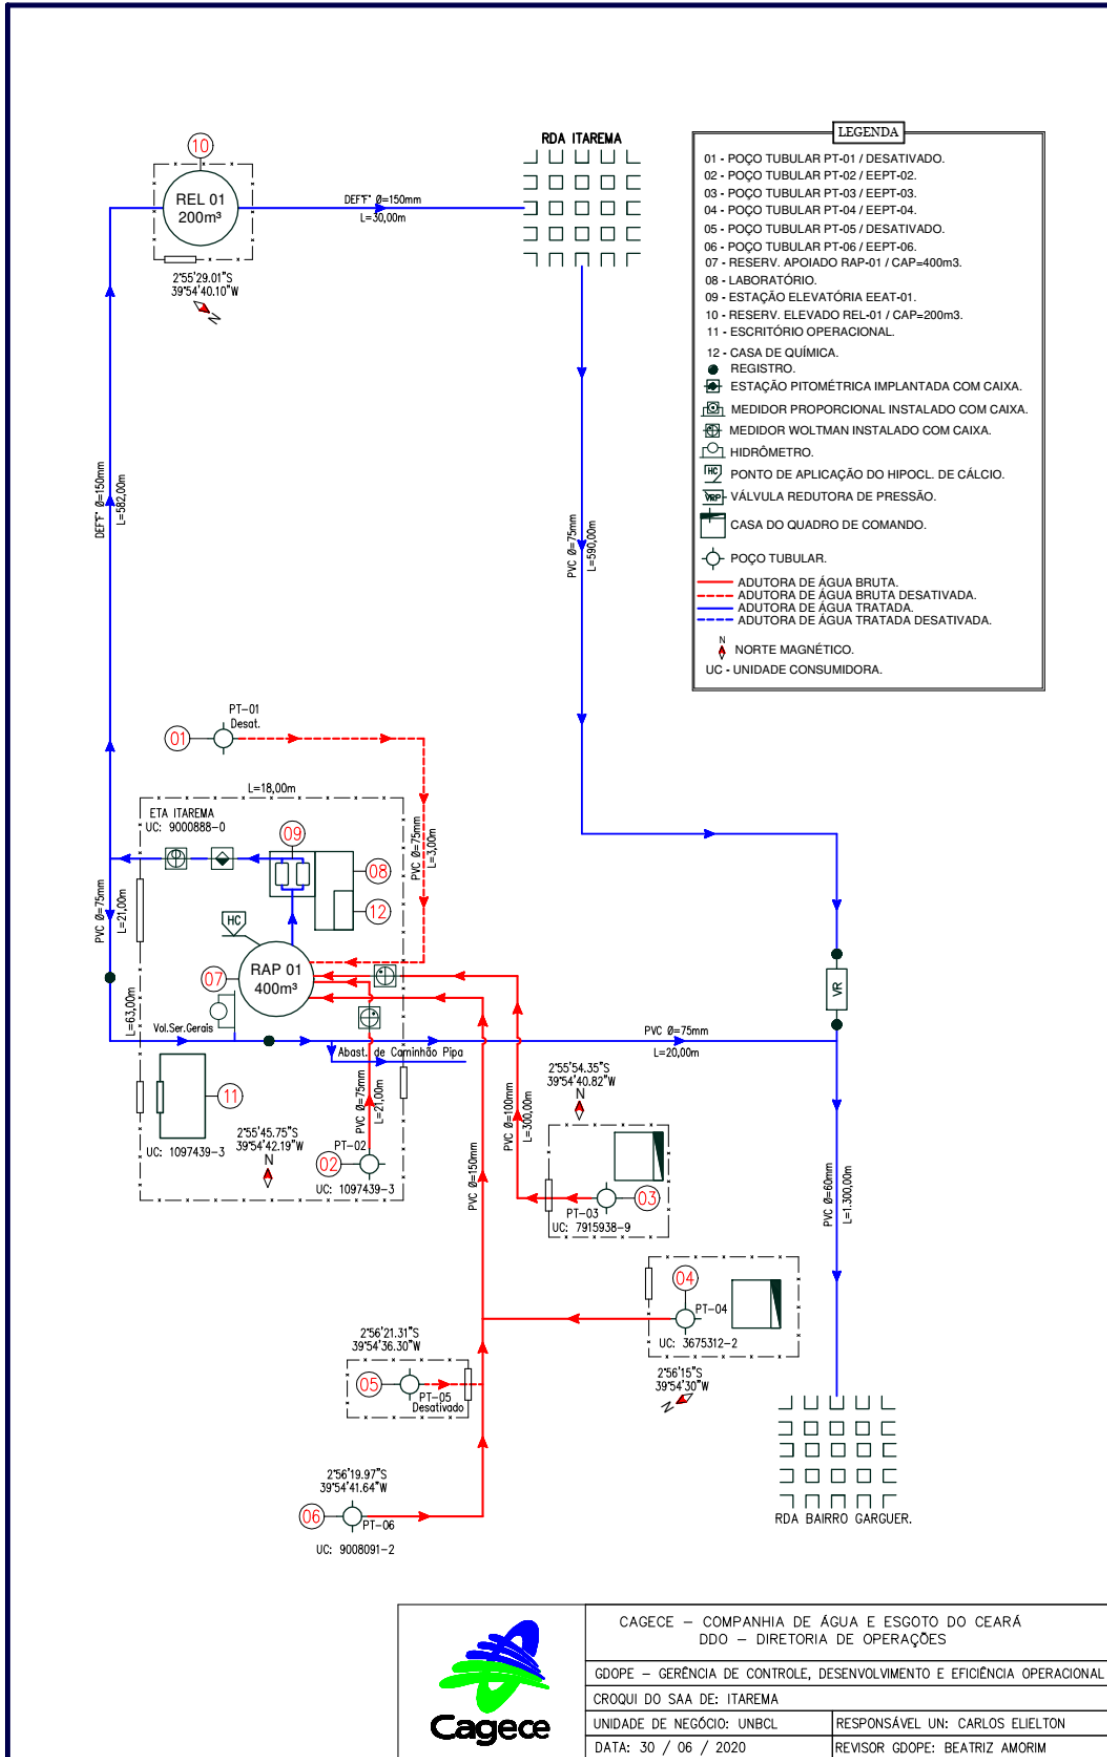 RDA ITAREMA
10
REL 01
200m³
DEFFº Ø=150mm
L=30,00m
2°55'29.01"S
39°54'40.10"W
N
LEGENDA
01 - POÇO TUBULAR PT-01 / DESATIVADO.
02 - POÇO TUBULAR PT-02 / EEPT-02.
03 - POÇO TUBULAR PT-03 / EEPT-03.
04 - POÇO TUBULAR PT-04 / EEPT-04.
05 - POÇO TUBULAR PT-05 / DESATIVADO.
06 - POÇO TUBULAR PT-06 / EEPT-06.
07 - RESERV. APOIADO RAP-01 / CAP=400m3.
08 - LABORATÓRIO.
09 - ESTAÇÃO ELEVATÓRIA EEAT-01.
10 - RESERV. ELEVADO REL-01 / CAP=200m3.
11 - ESCRITÓRIO OPERACIONAL.
12 - CASA DE QUÍMICA.
REGISTRO.
ESTAÇÃO PITOMÉTRICA IMPLANTADA COM CAIXA.
MEDIDOR PROPORCIONAL INSTALADO COM CAIXA.
MEDIDOR WOLTMAN INSTALADO COM CAIXA.
HIDRÔMETRO.
HC PONTO DE APLICAÇÃO DO HIPOCL. DE CÁLCIO.
VRP VÁLVULA REDUTORA DE PRESSÃO.
CASA DO QUADRO DE COMANDO.
POÇO TUBULAR.
ADUTORA DE ÁGUA BRUTA.
ADUTORA DE ÁGUA BRUTA DESATIVADA.
ADUTORA DE ÁGUA TRATADA.
ADUTORA DE ÁGUA TRATADA DESATIVADA.
N
NORTE MAGNÉTICO.
UC - UNIDADE CONSUMIDORA.
DEFFº Ø=150mm
L=582,00m
PVC Ø=75mm
L=590,00m
PT-01
Desat.
01
L=18,00m
ETA ITAREMA
UC: 9000888-0
09
08
12
PVC Ø=75mm
L=3,00m
PVC Ø=75mm
L=21,00m
HC
RAP 01
400m³
07
L=63,00m
Vol.Ser.Gerais
Abast. de Caminhão Pipa
PVC Ø=75mm
L=20,00m
VR
11
UC: 1097439-3
2°55'45.75"S
39°54'42.19"W
N
PVC Ø=75mm
L=21,00m
PT-02
02
UC: 1097439-3
PVC Ø=150mm
PVC Ø=100mm
L=300,00m
2°55'54.35"S
39°54'40.82"W
N
PT-03
03
UC: 7915938-9
PVC Ø=60mm
L=1.300,00m
04
PT-04
UC: 3675312-2
2°56'15"S
39°54'30"W
N
2°56'21.31"S
39°54'36.30"W
05
PT-05
Desativado
2°56'19.97"S
39°54'41.64"W
06
PT-06
UC: 9008091-2
RDA BAIRRO GARGUER.
Cagece
CAGECE – COMPANHIA DE ÁGUA E ESGOTO DO CEARÁ
DDO – DIRETORIA DE OPERAÇÕES
GDOPE – GERÊNCIA DE CONTROLE, DESENVOLVIMENTO E EFICIÊNCIA OPERACIONAL
CROQUI DO SAA DE: ITAREMA
UNIDADE DE NEGÓCIO: UNBCL
RESPONSÁVEL UN: CARLOS ELIELTON
DATA: 30 / 06 / 2020
REVISOR GDOPE: BEATRIZ AMORIM